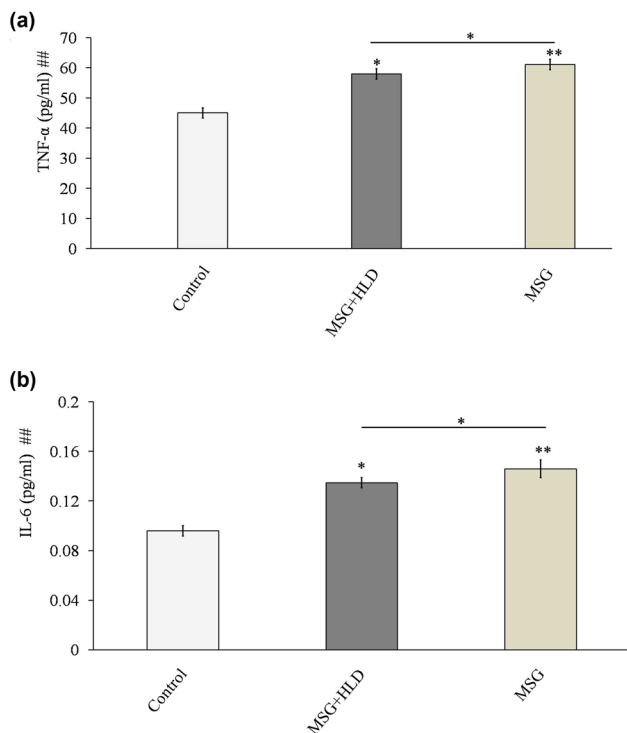 (a)
TNF-α (pg/ml) ##
70
60
50
40
30
20
10
0
*
*
**
Control
MSG+HLD
MSG
(b)
IL-6 (pg/ml) ##
0.2
0.16
0.12
0.08
0.04
0
*
*
**
Control
MSG+HLD
MSG